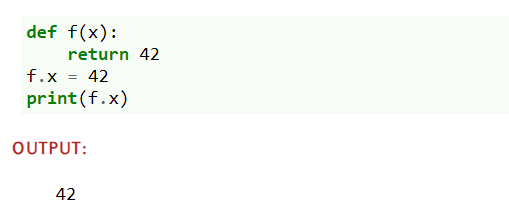 def f(x):
    return 42
f.x = 42
print(f.x)
OUTPUT:
42